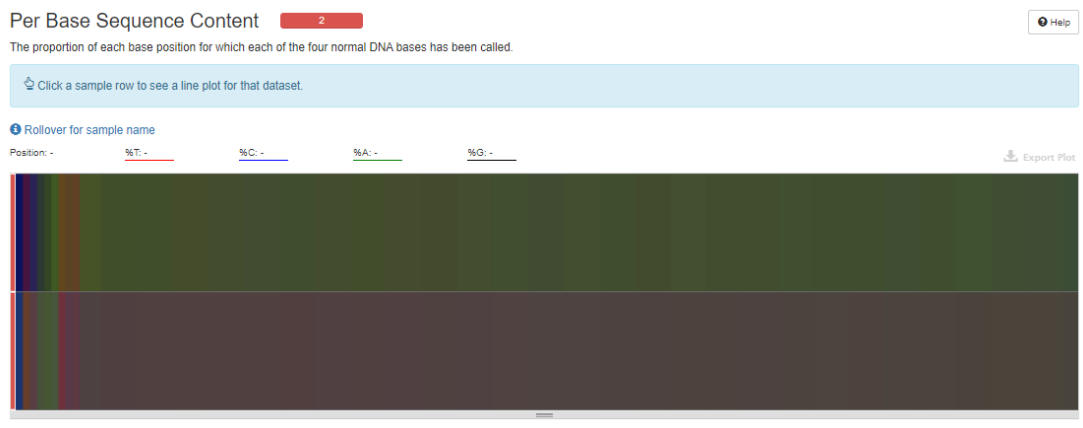 Per Base Sequence Content 2 Help
The proportion of each base position for which each of the four normal DNA bases has been called.
Click a sample row to see a line plot for that dataset.
Rollover for sample name
Position: - %T: - %C: - %A: - %G: -
Export Plot